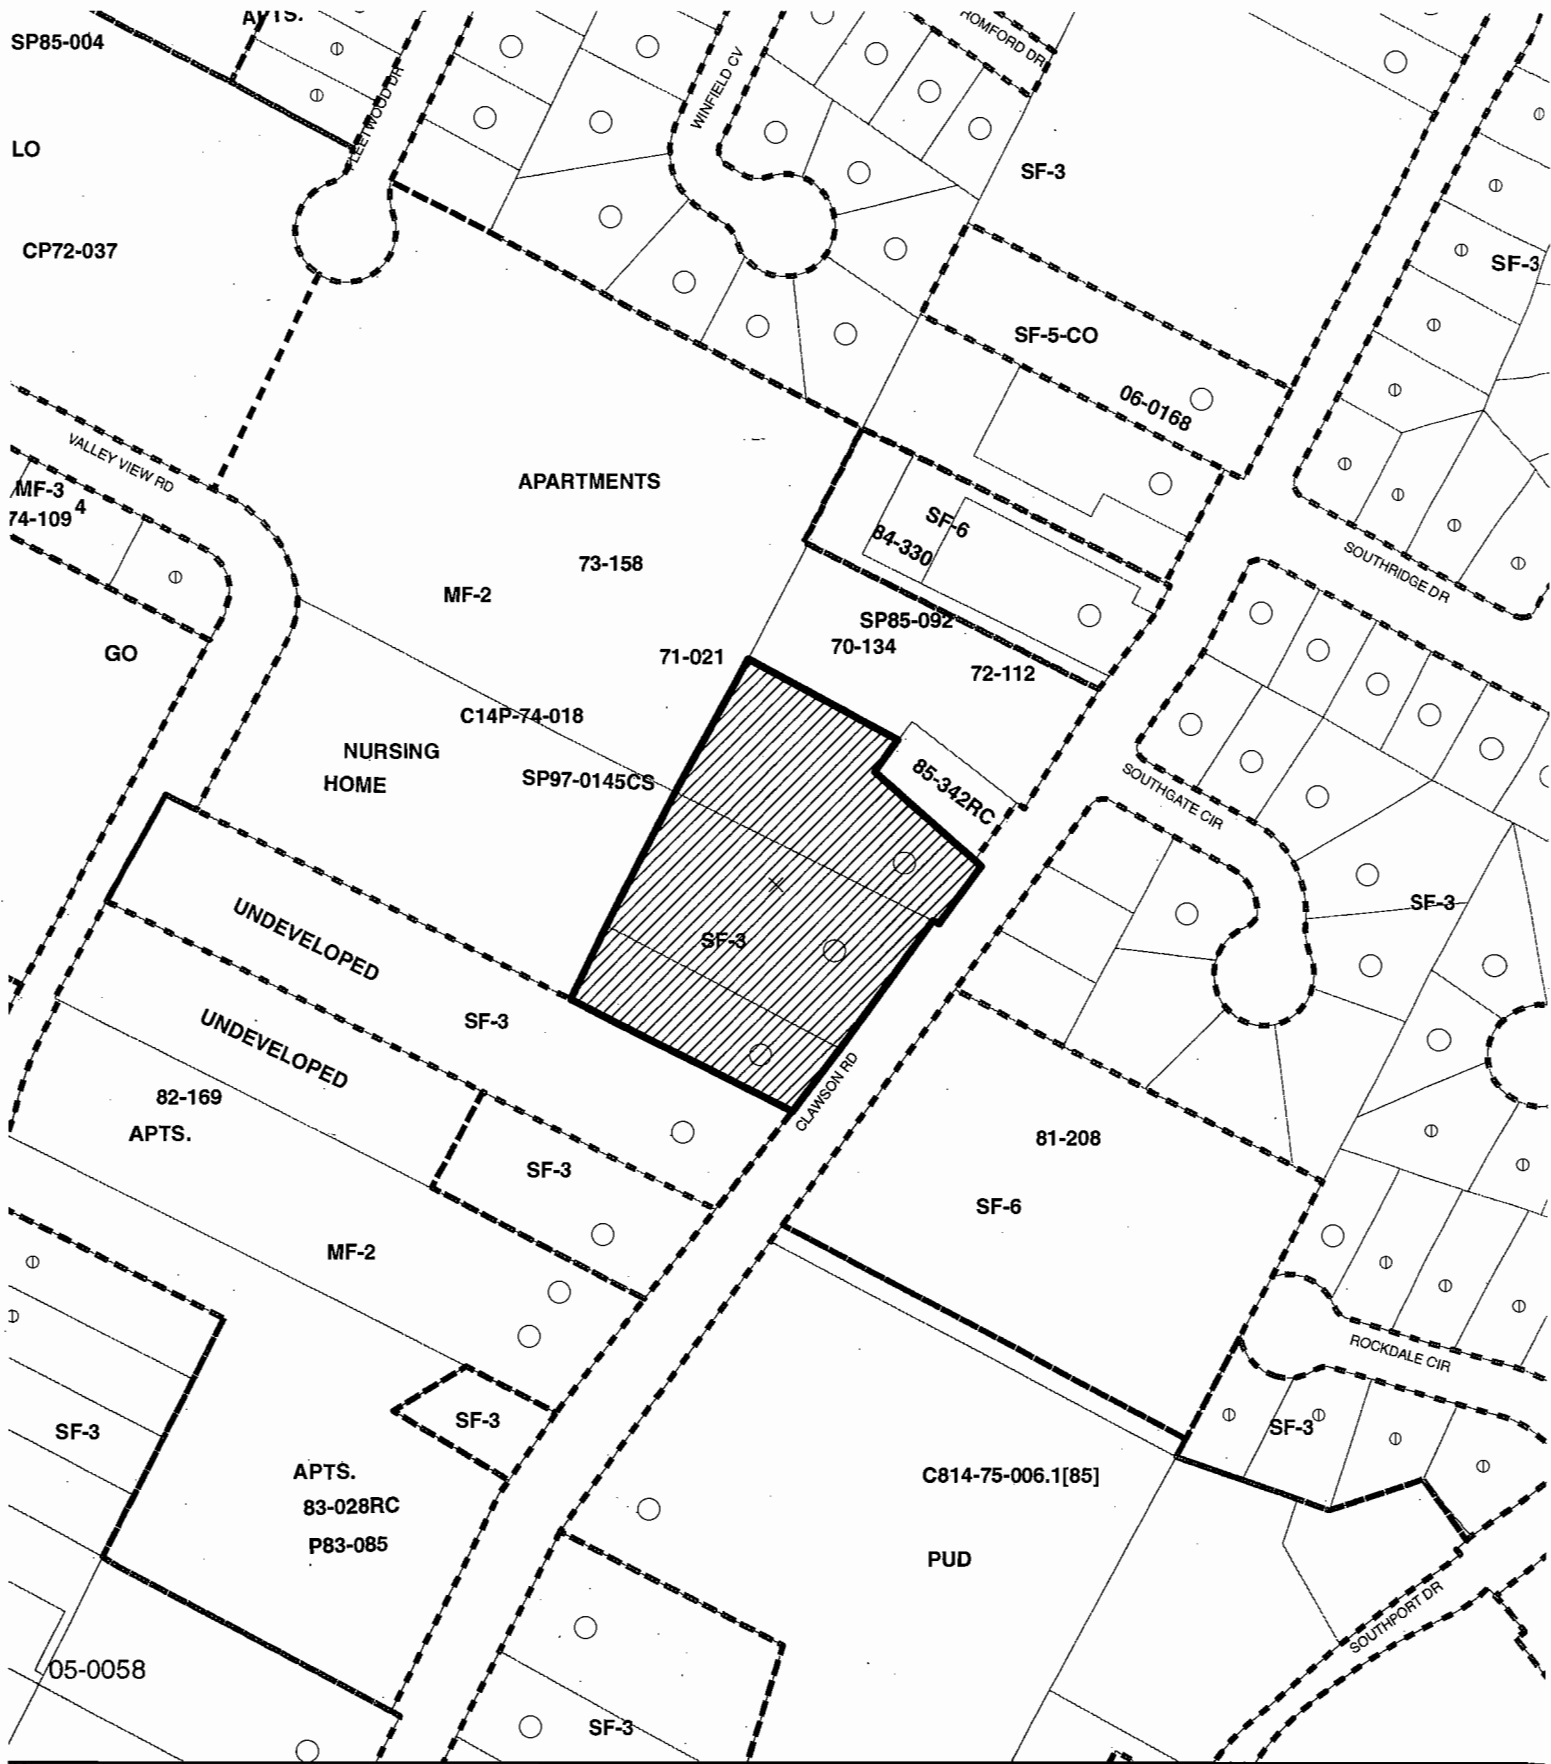 APTS.
SP85-004
FLEETWOOD DR
WINFIELD CV
ROMFORD DR
LO
SF-3
CP72-037
SF-3
SF-5-CO
06-0168
VALLEY VIEW RD
APARTMENTS
MF-3
74-109
4
SF-6
84-330
73-158
SOUTHRIDGE DR
MF-2
SP85-092
GO
71-021
70-134
72-112
C14P-74-018
NURSING
HOME
SP97-0145CS
85-342RC
SOUTHGATE CIR
SF-3
UNDEVELOPED
SF-3
SF-3
UNDEVELOPED
CLAWSON RD
82-169
APTS.
81-208
SF-3
SF-6
MF-2
ROCKDALE CIR
SF-3
SF-3
SF-3
APTS.
C814-75-006.1[85]
83-028RC
P83-085
PUD
SOUTHPORT DR
05-0058
SF-3